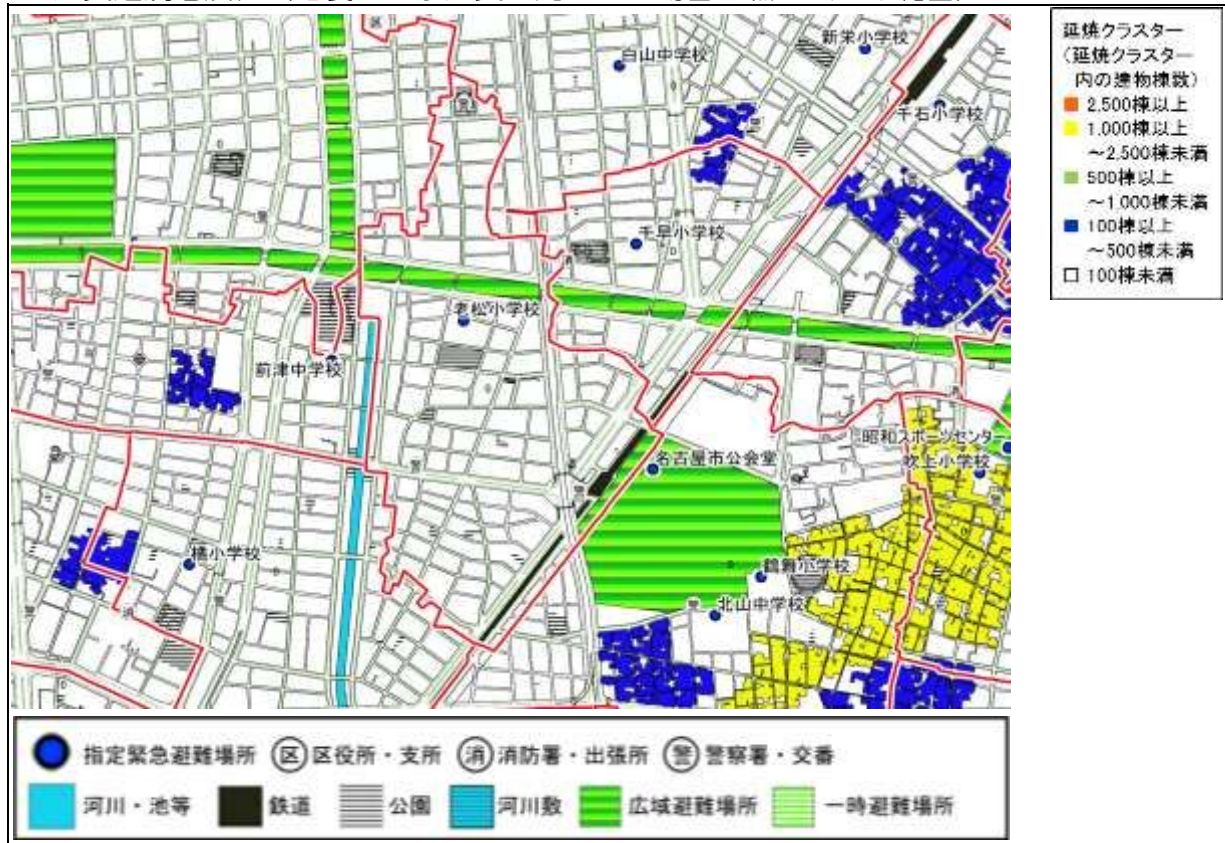 延焼クラスター
（延焼クラスター
内の建物棟数）
2,500棟以上
1,000棟以上
～2,500棟未満
500棟以上
～1,000棟未満
100棟以上
～500棟未満
100棟未満
区
白山中学校
新栄小学校
千石小学校
千早小学校
老松小学校
前津中学校
昭和スポーツセンター
吹上小学校
名古屋市公会堂
橘小学校
鶴舞小学校
北山中学校
指定緊急避難場所
区 区役所・支所
消 消防署・出張所
警 警察署・交番
河川・池等
鉄道
公園
河川敷
広域避難場所
一時避難場所